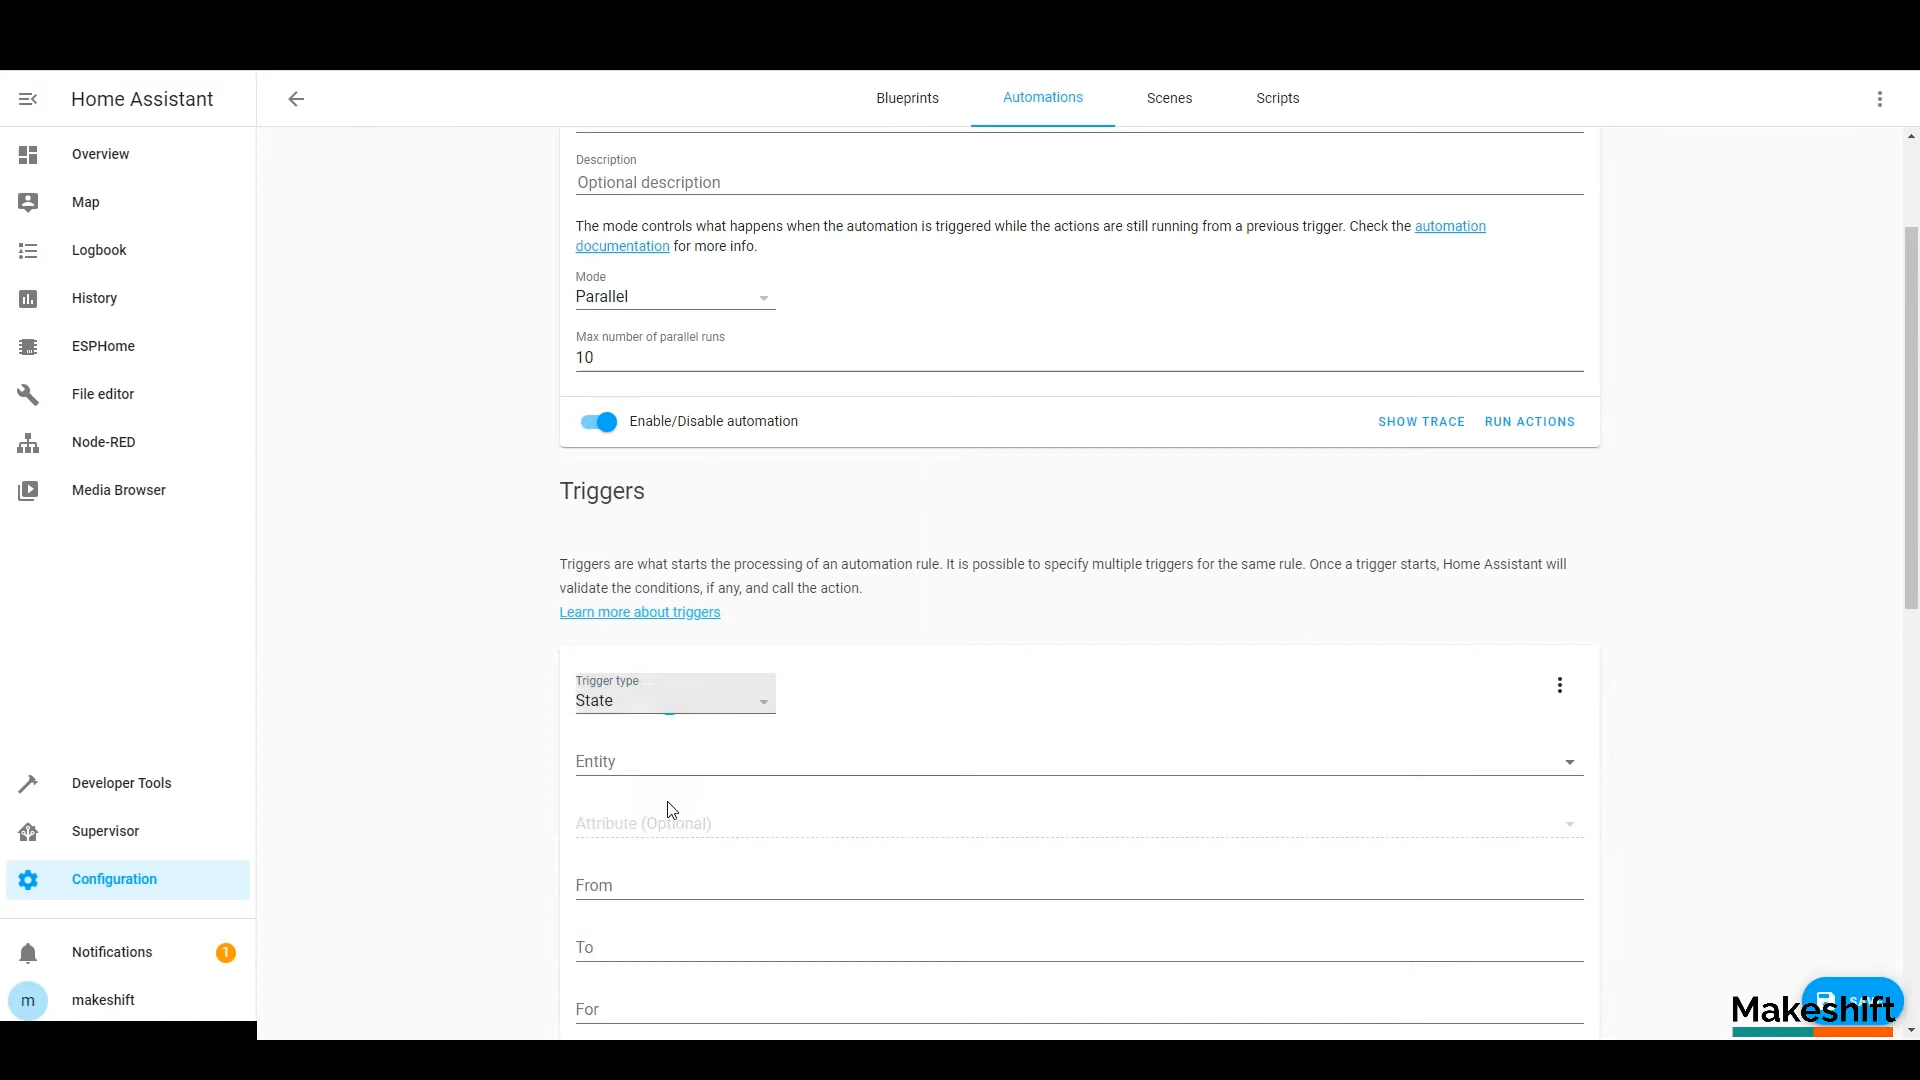 Home Assistant
Blueprints
Automations
Scenes
Scripts
Overview
Map
Logbook
History
ESPHome
File editor
Node-RED
Media Browser
Developer Tools
Supervisor
Configuration
Notifications
1
m
makeshift
Description
Optional description
The mode controls what happens when the automation is triggered while the actions are still running from a previous trigger. Check the automation
documentation for more info.
Mode
Parallel
Max number of parallel runs
10
Enable/Disable automation
SHOW TRACE
RUN ACTIONS
Triggers
Triggers are what starts the processing of an automation rule. It is possible to specify multiple triggers for the same rule. Once a trigger starts, Home Assistant will
validate the conditions, if any, and call the action.
Learn more about triggers
Trigger type
State
Entity
Attribute (Optional)
From
To
For
Makeshift